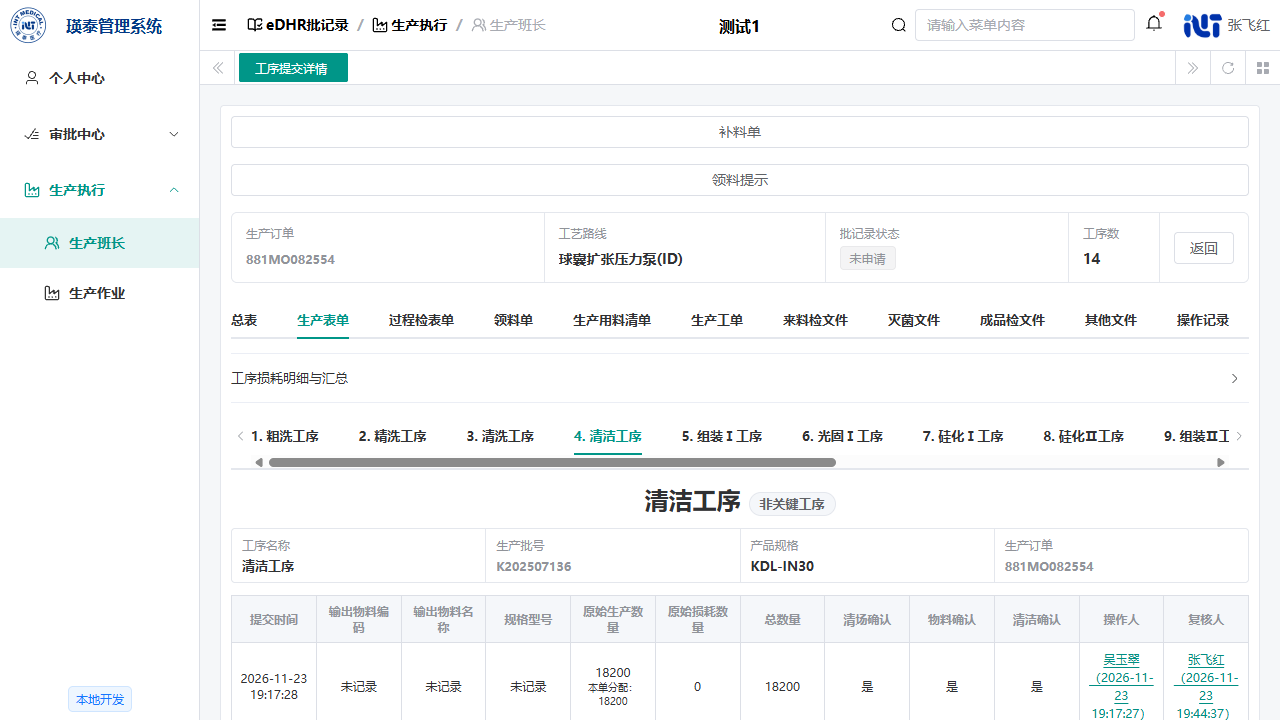 瑛泰管理系统
eDHR批记录 / 生产执行 / 生产班长
测试1
请输入菜单内容
张飞红
个人中心
审批中心
生产执行
生产班长
生产作业
本地开发
工序提交详情
补料单
领料提示
生产订单
881MO082554
工艺路线
球囊扩张压力泵(ID)
批记录状态
未申请
工序数
14
返回
总表 生产表单 过程检表单 领料单 生产用料清单 生产工单 来料检文件 灭菌文件 成品检文件 其他文件 操作记录
工序损耗明细与汇总
1. 粗洗工序 2. 精洗工序 3. 清洗工序 4. 清洁工序 5. 组装Ⅰ工序 6. 光固Ⅰ工序 7. 硅化Ⅰ工序 8. 硅化Ⅱ工序 9. 组装Ⅱ工
清洁工序 非关键工序
工序名称
清洁工序
生产批号
K202507136
产品规格
KDL-IN30
生产订单
881MO082554
提交时间 输出物料编码 输出物料名称 规格型号 原始生产数量 原始损耗数量 总数量 清场确认 物料确认 清洁确认 操作人 复核人
2026-11-23
19:17:28
未记录
未记录
未记录
18200
本单分配:
18200
0
18200
是
是
是
吴玉翠
（2026-11-
23
19:17:27）
张飞红
（2026-11-
23
19:44:37）